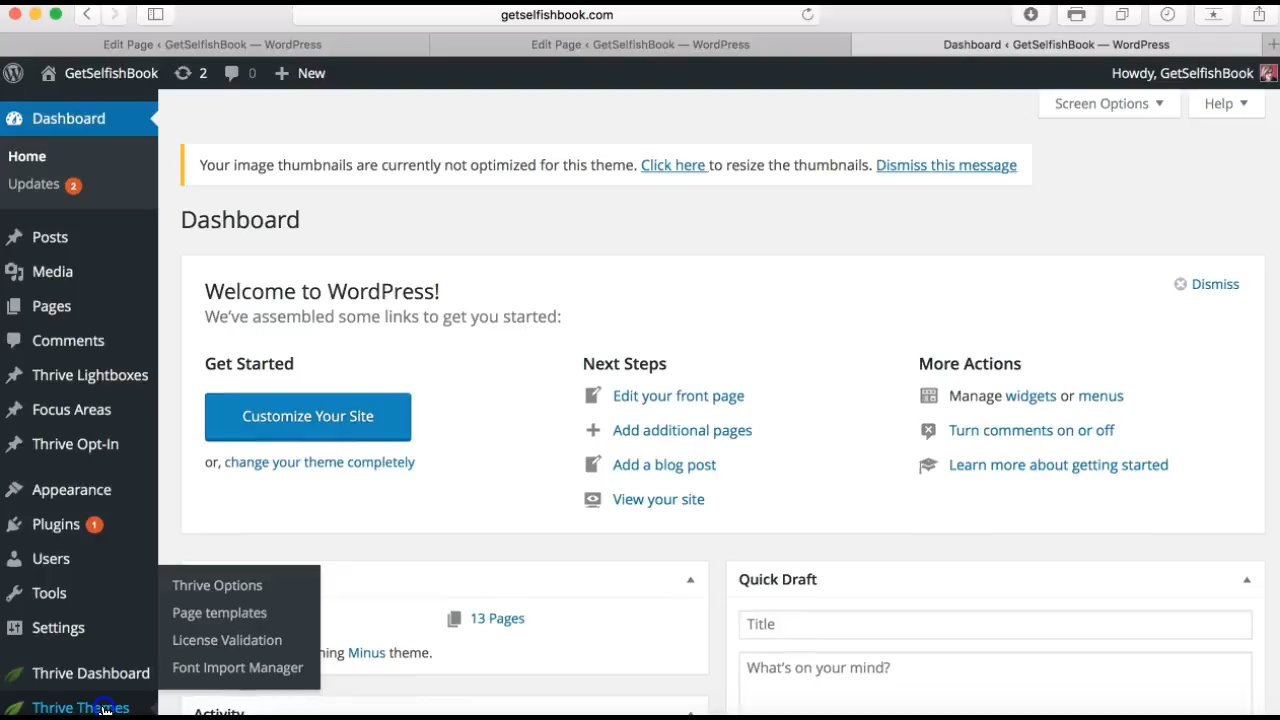 getselfishbook.com
Edit Page ‹ GetSelfishBook — WordPress
Edit Page ‹ GetSelfishBook — WordPress
Dashboard ‹ GetSelfishBook — WordPress
GetSelfishBook 2 0 New
Howdy, GetSelfishBook
Dashboard
Home
Updates 2
Posts
Media
Pages
Comments
Thrive Lightboxes
Focus Areas
Thrive Opt-In
Appearance
Plugins 1
Users
Tools
Settings
Thrive Dashboard
Thrive Themes
Thrive Options
Page templates
License Validation
Font Import Manager
Screen Options
Help
Your image thumbnails are currently not optimized for this theme. Click here to resize the thumbnails. Dismiss this message
Dashboard
Welcome to WordPress!
We've assembled some links to get you started:
Dismiss
Get Started
Customize Your Site
or, change your theme completely
Next Steps
Edit your front page
Add additional pages
Add a blog post
View your site
More Actions
Manage widgets or menus
Turn comments on or off
Learn more about getting started
13 Pages
Minus theme.
Quick Draft
Title
What's on your mind?
Activity